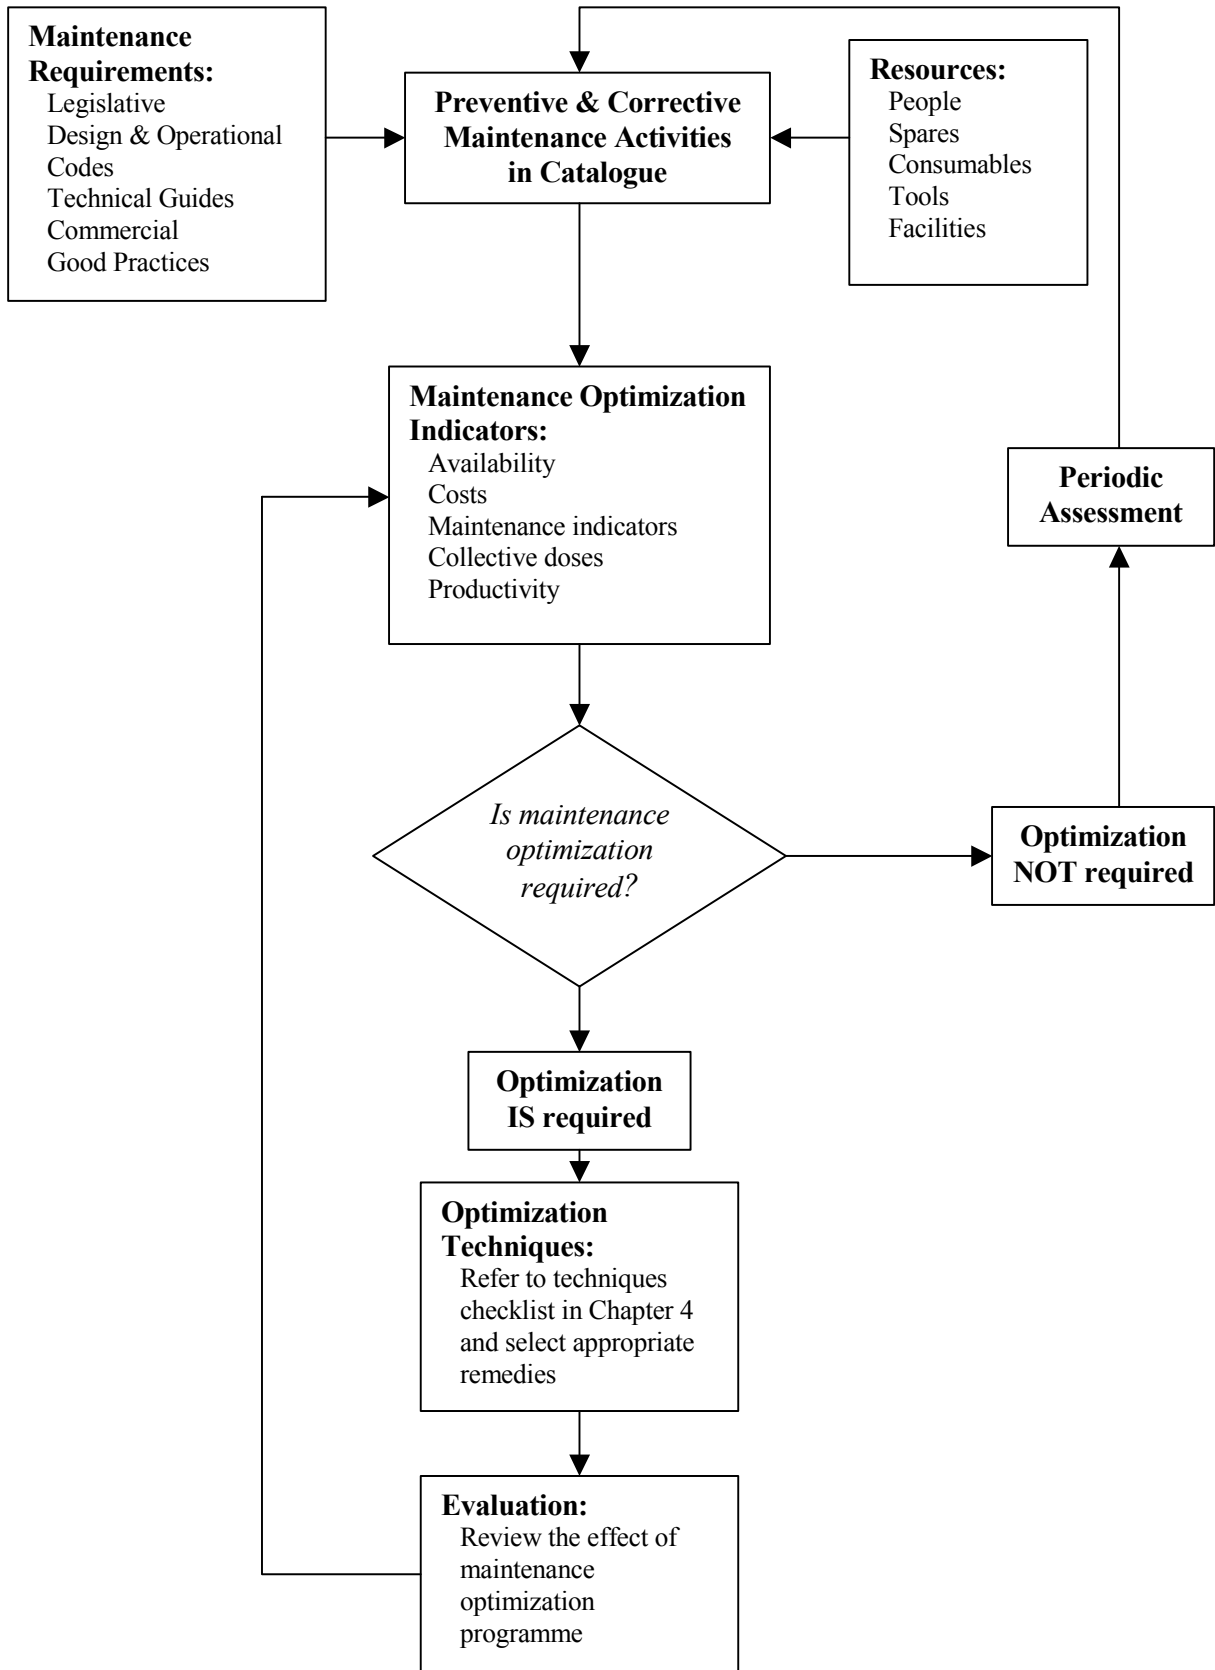 Maintenance
Requirements:
Legislative
Design & Operational
Codes
Technical Guides
Commercial
Good Practices
Preventive & Corrective
Maintenance Activities
in Catalogue
Resources:
People
Spares
Consumables
Tools
Facilities
Maintenance Optimization
Indicators:
Availability
Costs
Maintenance indicators
Collective doses
Productivity
Periodic
Assessment
Is maintenance
optimization
required?
Optimization
NOT required
Optimization
IS required
Optimization
Techniques:
Refer to techniques
checklist in Chapter 4
and select appropriate
remedies
Evaluation:
Review the effect of
maintenance
optimization
programme